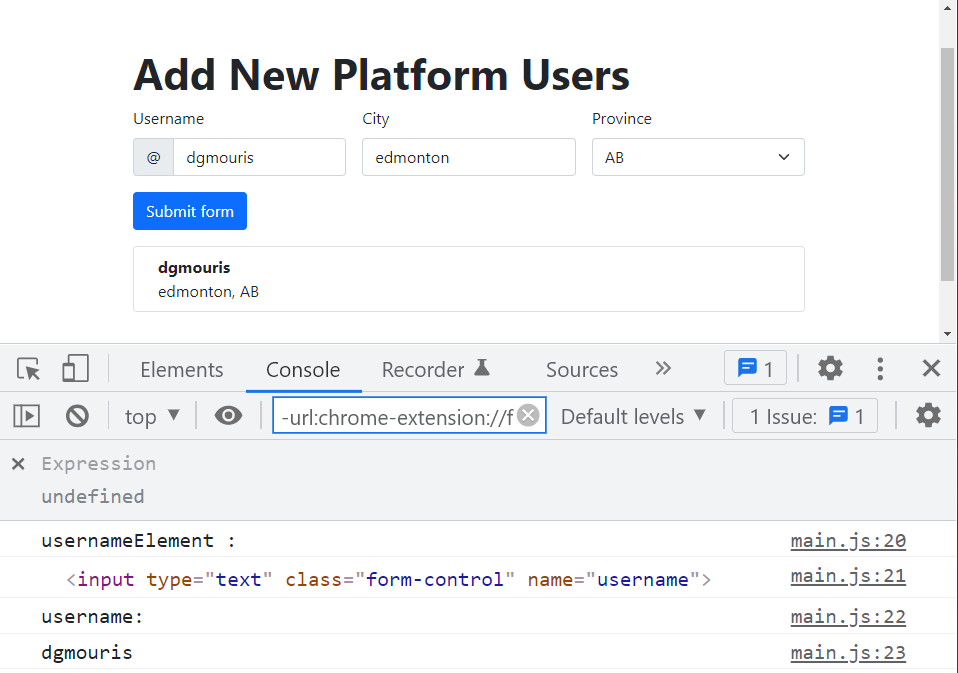 Add New Platform Users
Username City Province
@ dgmouris edmonton AB
Submit form
dgmouris
edmonton, AB
Elements Console Recorder Sources 1
top -url:chrome-extension://f Default levels 1 Issue: 1
Expression
undefined
usernameElement : main.js:20
<input type="text" class="form-control" name="username"> main.js:21
username: main.js:22
dgmouris main.js:23